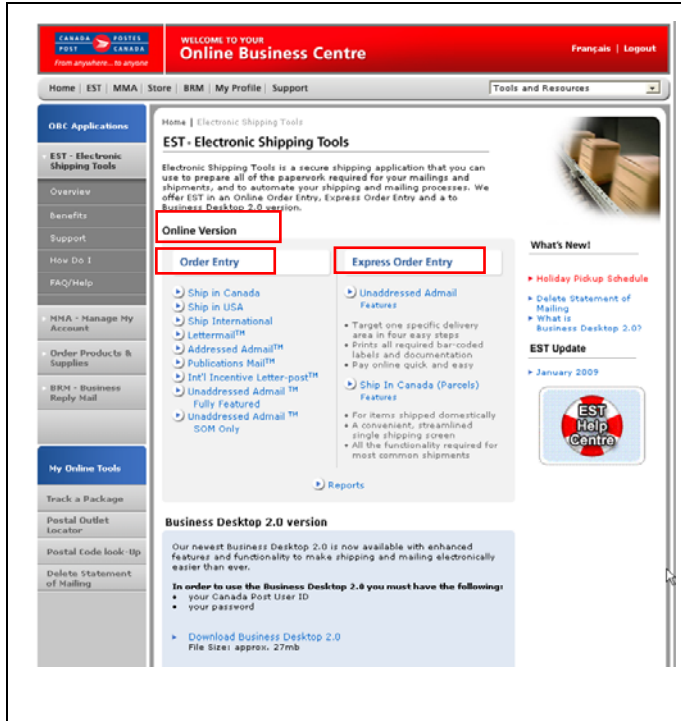 CANADA POSTES
POST CANADA
From anywhere... to anyone
WELCOME TO YOUR
Online Business Centre
Français | Logout
Home | EST | MMA | Store | BRM | My Profile | Support
Tools and Resources
OBC Applications
EST - Electronic
Shipping Tools
Overview
Benefits
Support
How Do I
FAQ/Help
MMA - Manage My
Account
Order Products &
Supplies
BRM - Business
Reply Mail
My Online Tools
Track a Package
Postal Outlet
Locator
Postal Code look-Up
Delete Statement
of Mailing
Home | Electronic Shipping Tools
EST - Electronic Shipping Tools
Electronic Shipping Tools is a secure shipping application that you can
use to prepare all of the paperwork required for your mailings and
shipments, and to automate your shipping and mailing processes. We
offer EST in an Online Order Entry, Express Order Entry and a to
Business Desktop 2.0 version.
Online Version
Order Entry
Ship in Canada
Ship in USA
Ship International
Lettermail™
Addressed Admail™
Publications Mail™
Int'l Incentive Letter-post™
Unaddressed Admail ™
Fully Featured
Unaddressed Admail ™
SOM Only
Express Order Entry
Unaddressed Admail
Features
• Target one specific delivery
area in four easy steps
• Prints all required bar-coded
labels and documentation
• Pay online quick and easy
Ship In Canada (Parcels)
Features
• For items shipped domestically
• A convenient, streamlined
single shipping screen
• All the functionality required for
most common shipments
Reports
Business Desktop 2.0 version
Our newest Business Desktop 2.0 is now available with enhanced
features and functionality to make shipping and mailing electronically
easier than ever.
In order to use the Business Desktop 2.0 you must have the following:
• your Canada Post User ID
• your password
Download Business Desktop 2.0
File Size: approx. 27mb
What's New!
Holiday Pickup Schedule
Delete Statement of
Mailing
What is
Business Desktop 2.0?
EST Update
January 2009
EST
Help
Centre